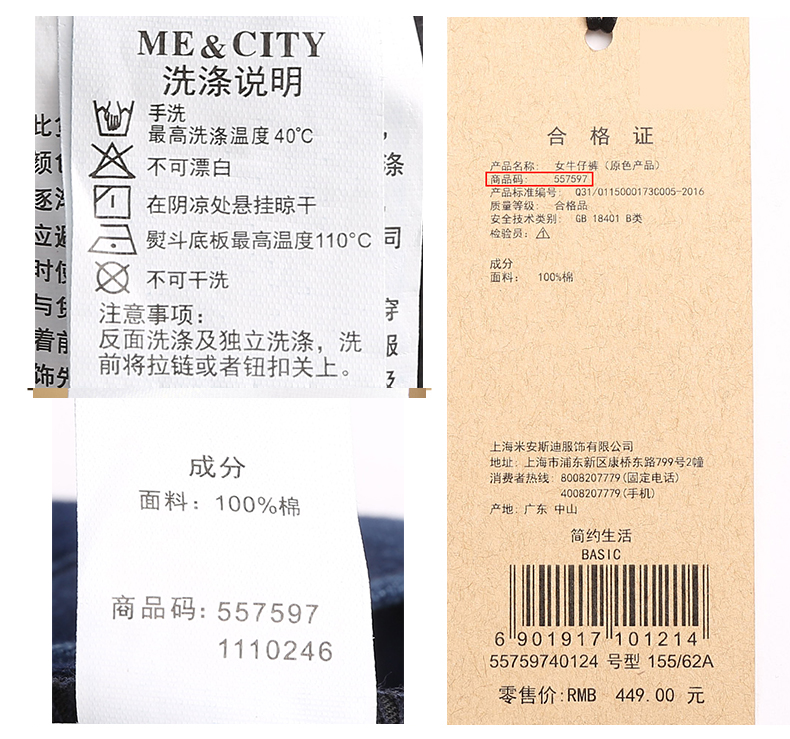 ME & CITY
洗涤说明
手洗
最高洗涤温度40℃
不可漂白
在阴凉处悬挂晾干
熨斗底板最高温度110°C
不可干洗
注意事项：
反面洗涤及独立洗涤，洗
前将拉链或者钮扣关上。
成分
面料：100%棉
商品码：557597
1110246
合格证
产品名称： 女牛仔裤（原色产品）
商品码： 557597
产品标准编号： Q31/0115000173C005-2016
质量等级： 合格品
安全技术类别： GB 18401 B类
检验员：
成分
面料： 100%棉
上海米安斯迪服饰有限公司
地址：上海市浦东新区康桥东路799号2幢
消费者热线：8008207779(固定电话)
4008207779(手机)
产地：广东 中山
简约生活
BASIC
6 901917 101214
55759740124 号型 155/62A
零售价:RMB 449.00 元